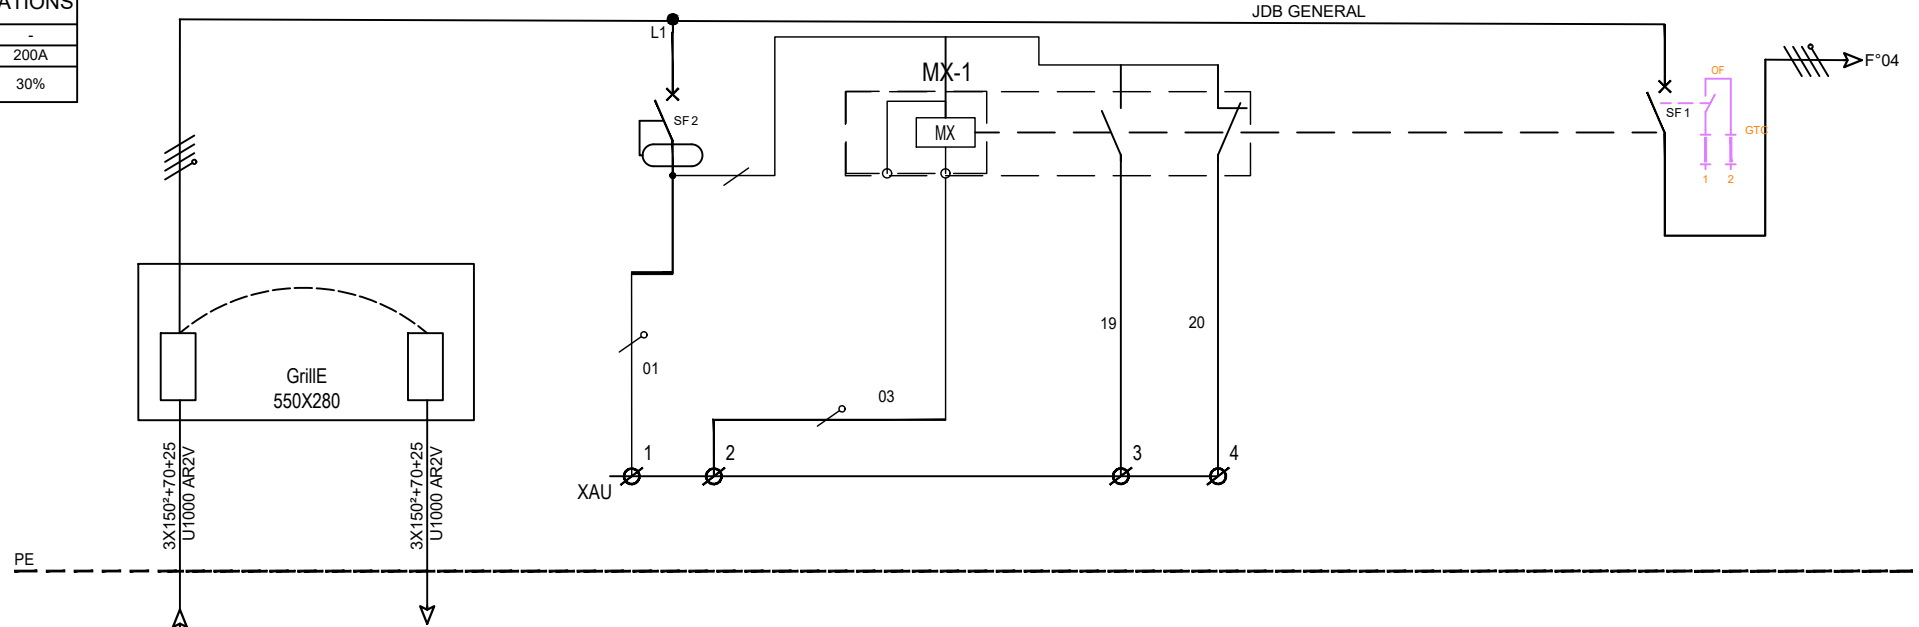 ATIONS
-
200A
30%
JDB GENERAL
L1
F°04
MX-1
OF
SF2
SF1
MX
GTC
1
2
GrillE
550X280
19
20
01
03
1
2
3
4
XAU
3X150²+70+25
U1000 AR2V
3X150²+70+25
U1000 AR2V
PE